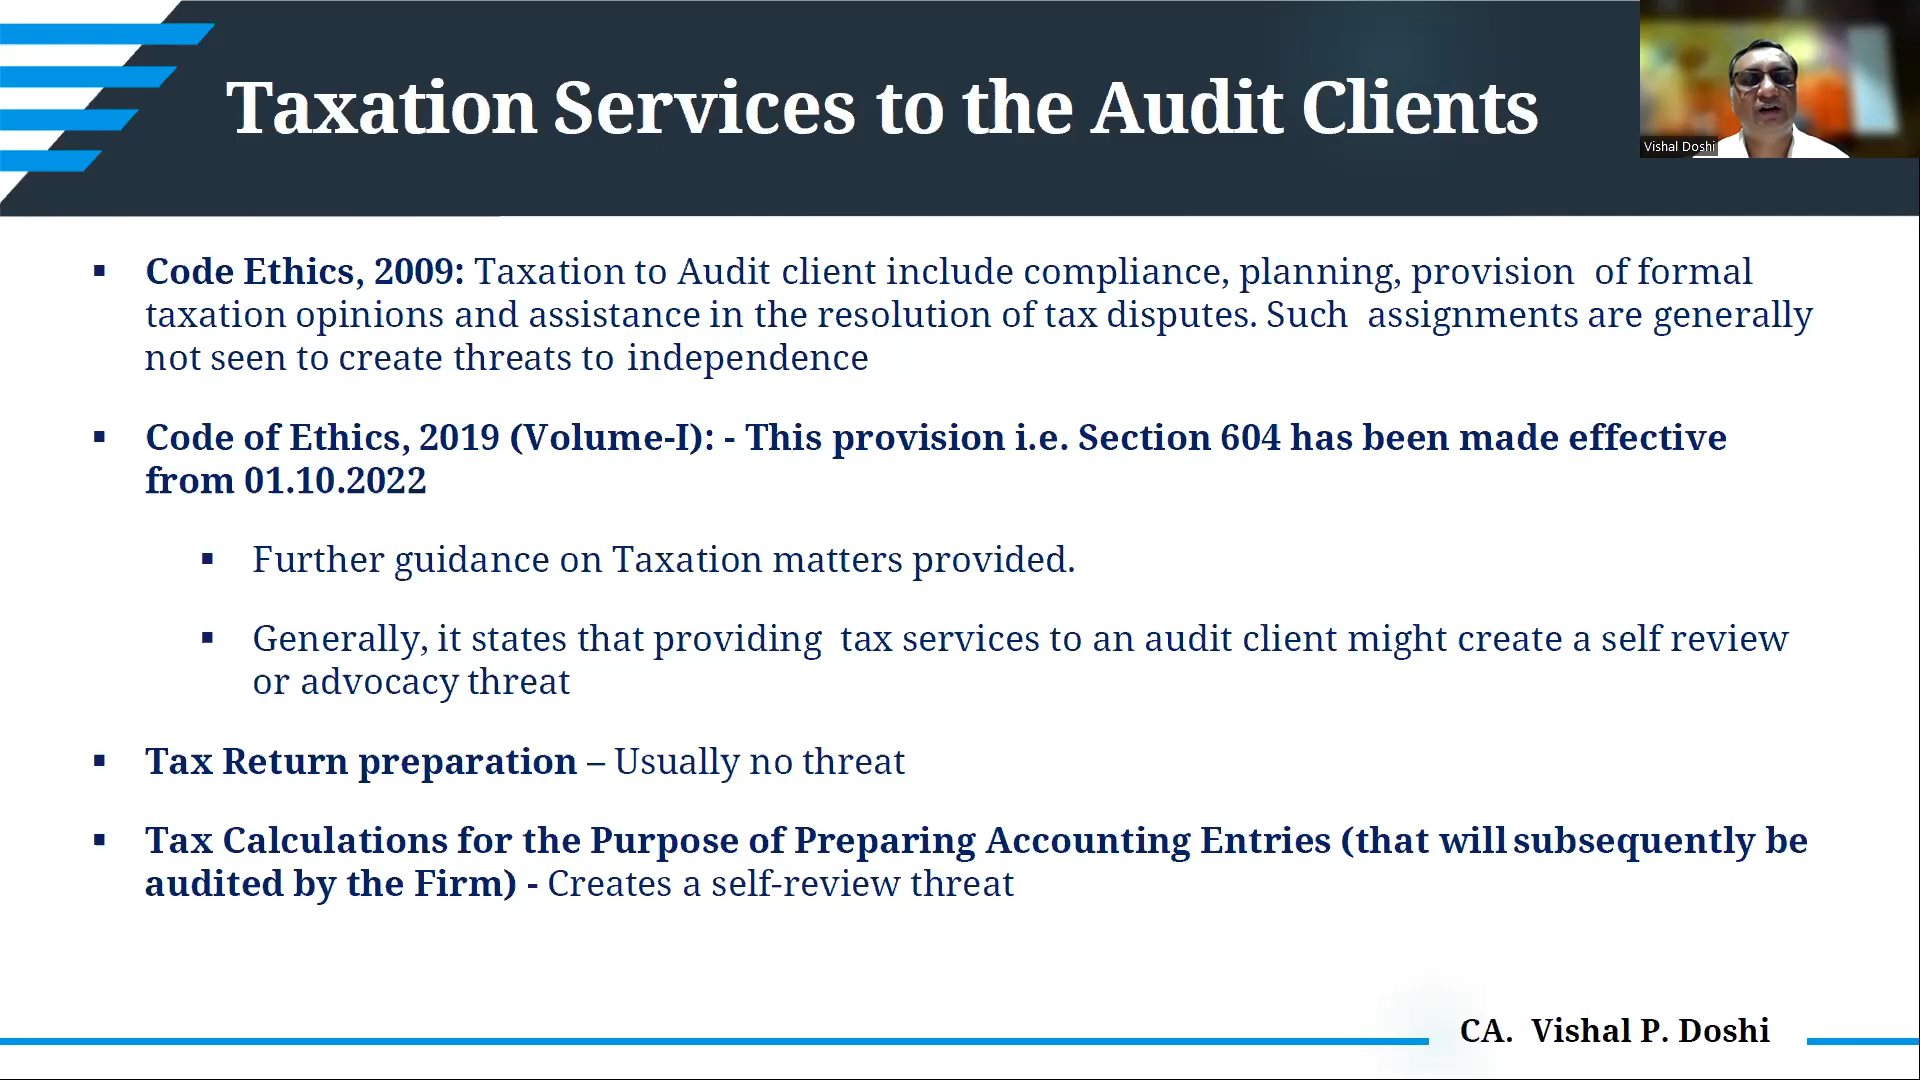 Taxation Services to the Audit Clients
Vishal Doshi
▪ Code Ethics, 2009: Taxation to Audit client include compliance, planning, provision of formal
taxation opinions and assistance in the resolution of tax disputes. Such assignments are generally
not seen to create threats to independence
▪ Code of Ethics, 2019 (Volume-I): - This provision i.e. Section 604 has been made effective
from 01.10.2022
▪ Further guidance on Taxation matters provided.
▪ Generally, it states that providing tax services to an audit client might create a self review
or advocacy threat
▪ Tax Return preparation – Usually no threat
▪ Tax Calculations for the Purpose of Preparing Accounting Entries (that will subsequently be
audited by the Firm) - Creates a self-review threat
CA. Vishal P. Doshi